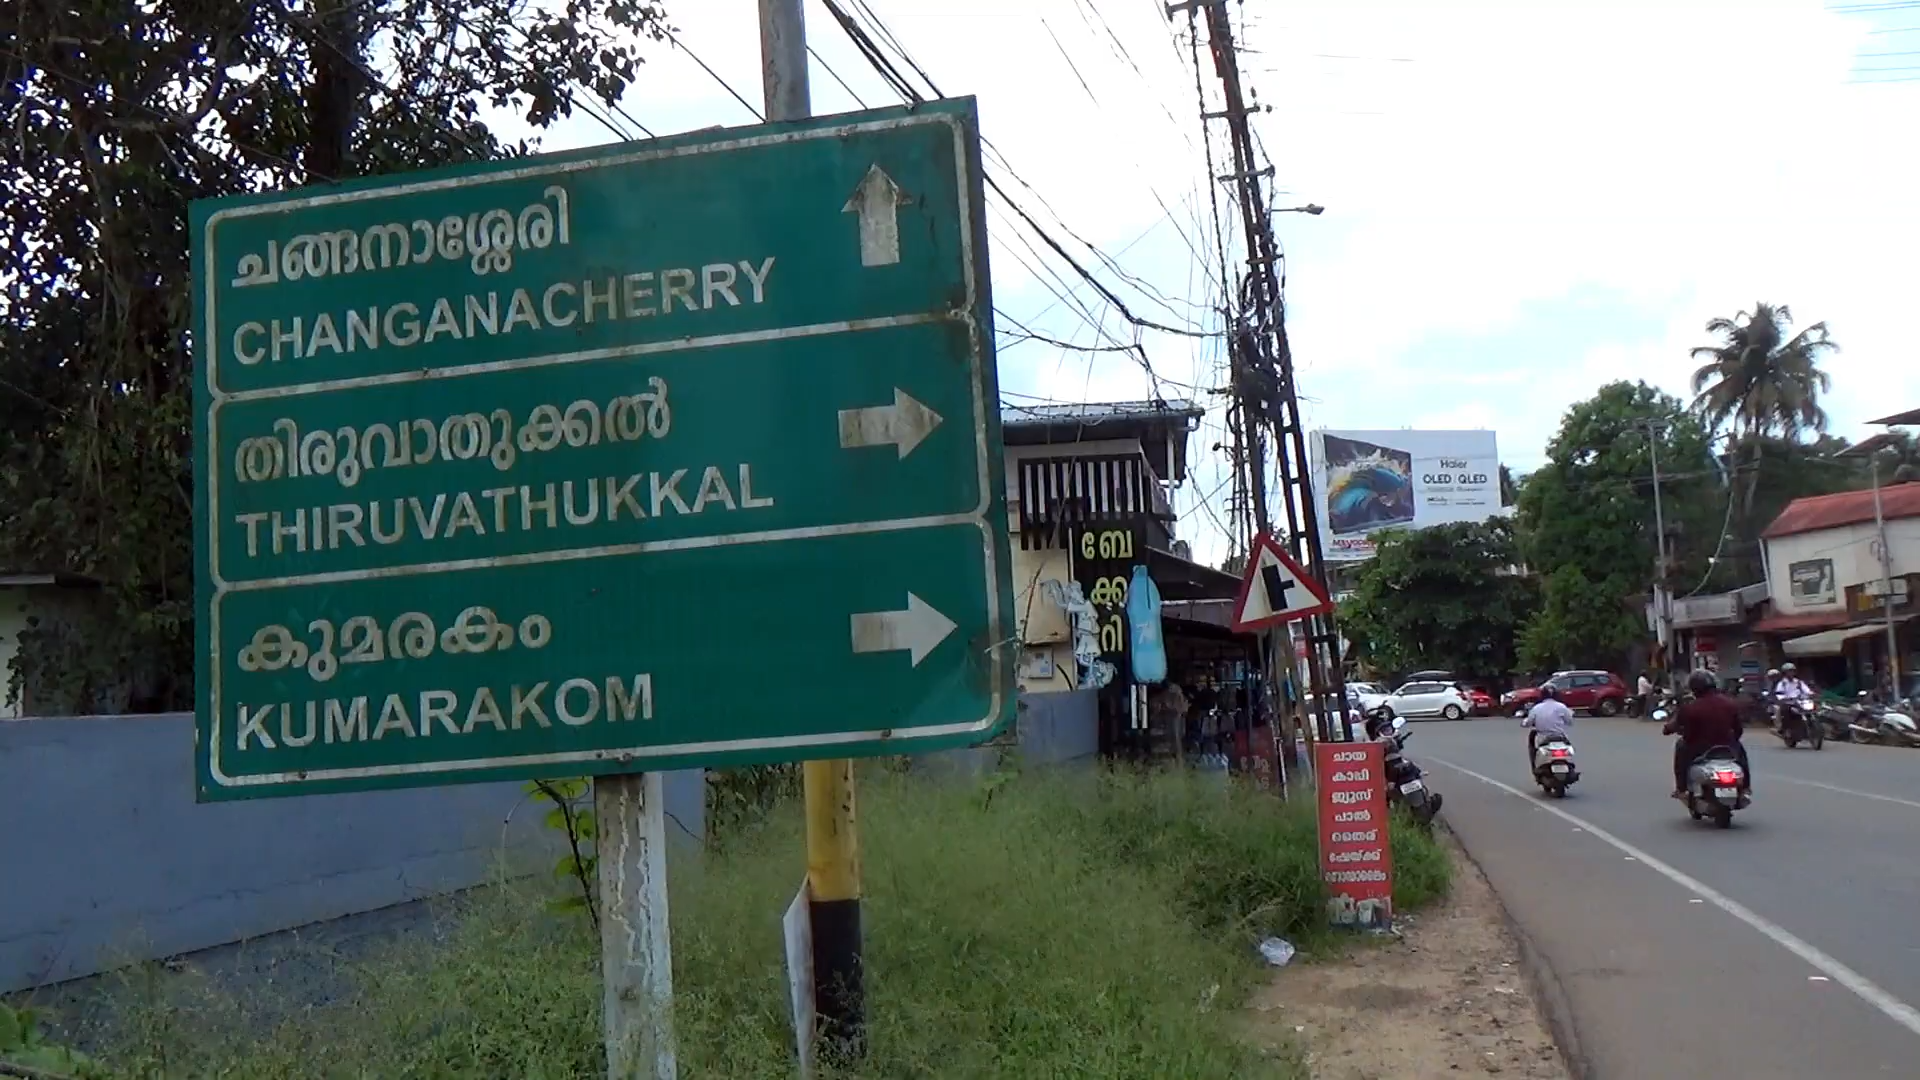 ചങ്ങനാശ്ശേരി
CHANGANACHERRY
തിരുവാതുക്കൽ
THIRUVATHUKKAL
കുമരകം
KUMARAKOM
ബേ
ക്ക
റി
Haier
OLED QLED
ചായ
കാപ്പി
ജ്യൂസ്
പാൽ
തൈര്
ഷേയ്ക്ക്